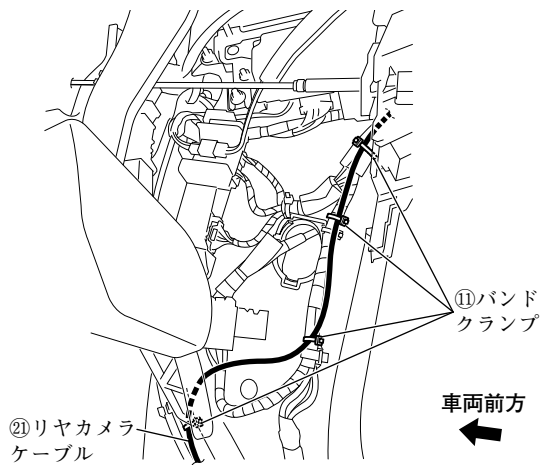 ⑪バンド
クランプ
車両前方
㉑リヤカメラ
ケーブル